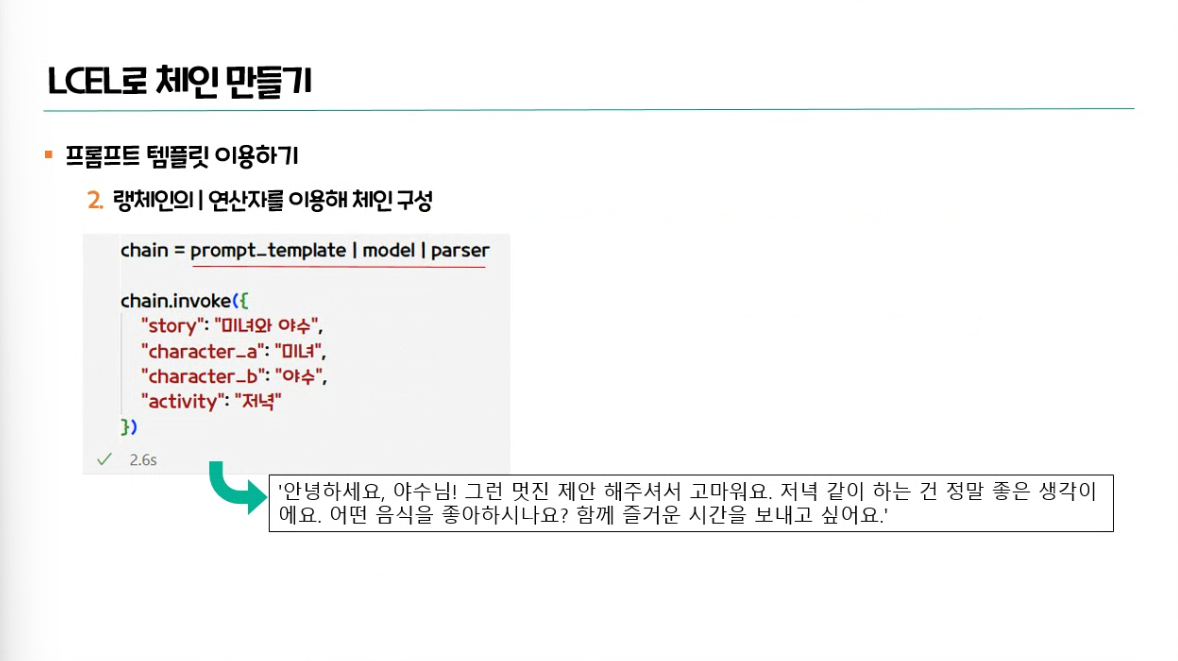 LCEL로 체인 만들기
▪ 프롬프트 템플릿 이용하기
2. 랭체인의 | 연산자를 이용해 체인 구성
chain = prompt_template | model | parser
chain.invoke({
"story": "미녀와 야수",
"character_a": "미녀",
"character_b": "야수",
"activity": "저녁"
})
✓ 2.6s
'안녕하세요, 야수님! 그런 멋진 제안 해주셔서 고마워요. 저녁 같이 하는 건 정말 좋은 생각이
에요. 어떤 음식을 좋아하시나요? 함께 즐거운 시간을 보내고 싶어요.'